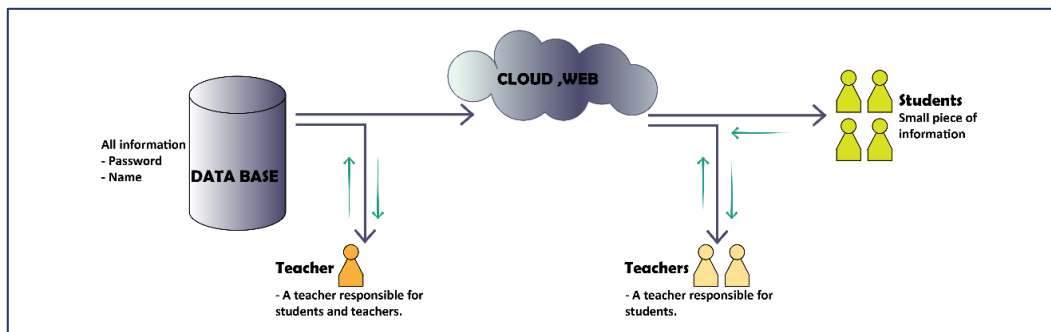 All information
- Password
- Name
DATA BASE
CLOUD ,WEB
Students
Small piece of
information
Teacher
- A teacher responsible for
students and teachers.
Teachers
- A teacher responsible for
students.